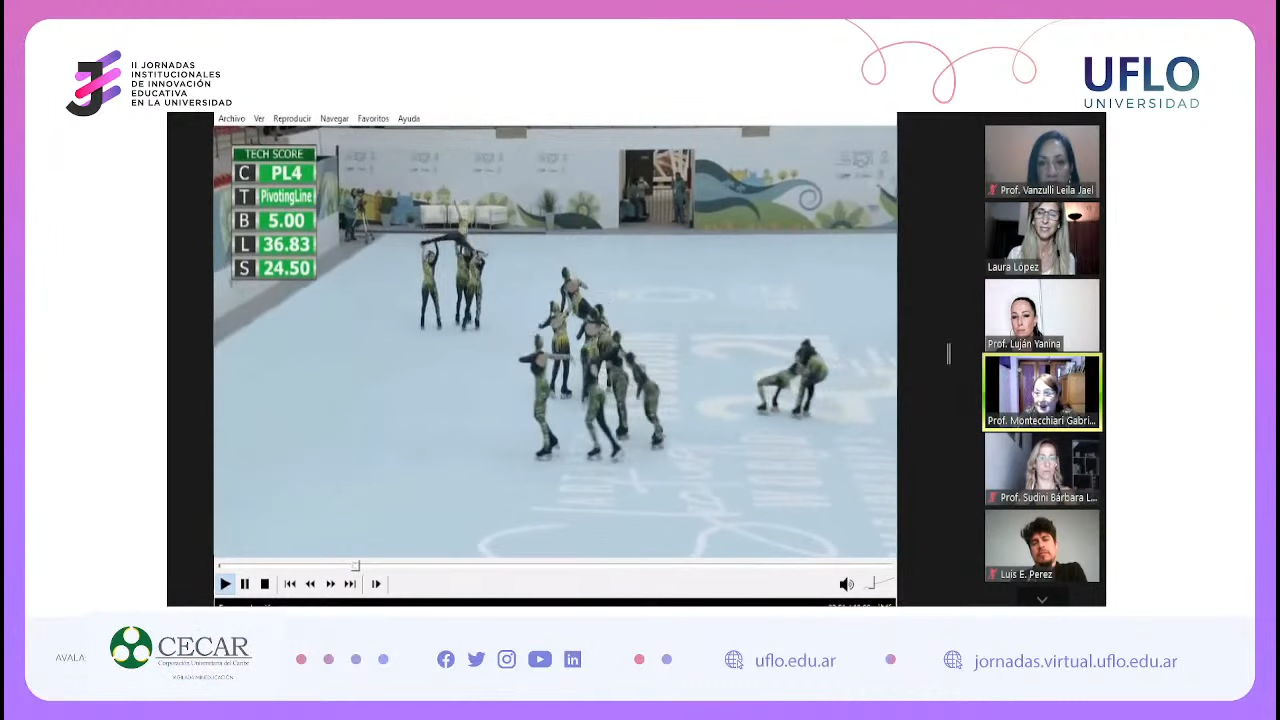 II JORNADAS
INSTITUCIONALES
DE INNOVACIÓN
EDUCATIVA
EN LA UNIVERSIDAD
UFLO
UNIVERSIDAD
Archivo Ver Reproducir Navegar Favoritos Ayuda
TECH SCORE
C PL4
T PivotingLine
B 5.00
L 36.83
S 24.50
Prof. Vanzulli Leila Jael
Laura López
Prof. Luján Yanina
Prof. Montecchiari Gabri...
Prof. Sudini Bárbara L...
Luis E. Perez
AVALA:
CECAR
Corporación Universitaria del Caribe
VIGILADA MINEDUCACIÓN
uflo.edu.ar
jornadas.virtual.uflo.edu.ar